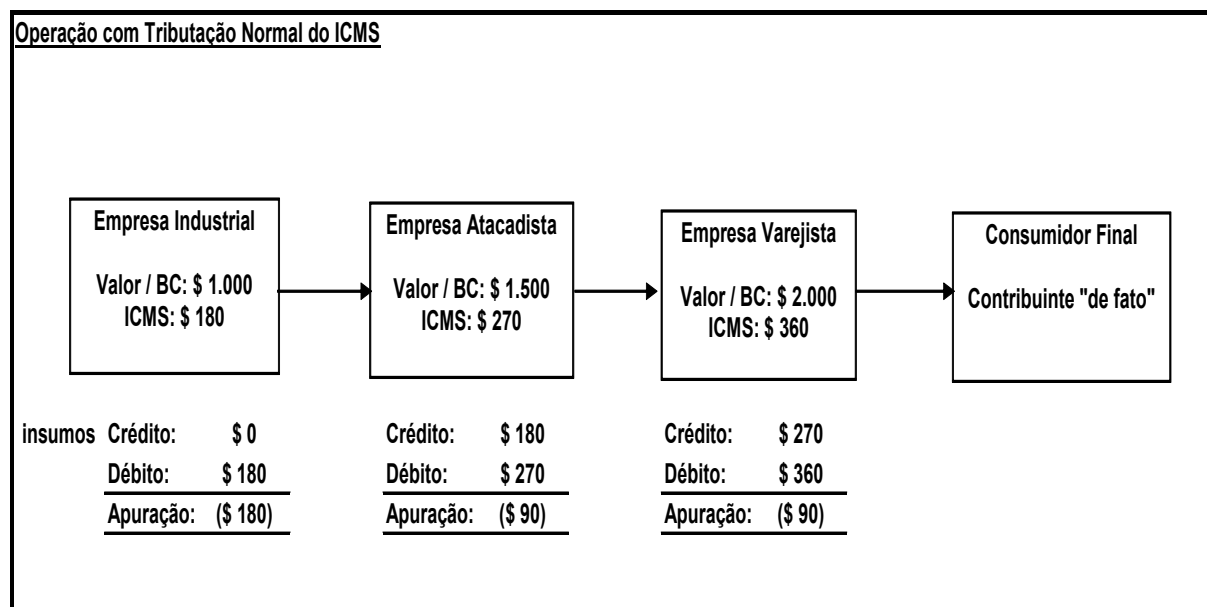 Operação com Tributação Normal do ICMS
Empresa Industrial
Valor / BC: $ 1.000
ICMS: $ 180
Empresa Atacadista
Valor / BC: $ 1.500
ICMS: $ 270
Empresa Varejista
Valor / BC: $ 2.000
ICMS: $ 360
Consumidor Final
Contribuinte "de fato"
insumos Crédito: $ 0
Débito: $ 180
Apuração: ($ 180)
Crédito: $ 180
Débito: $ 270
Apuração: ($ 90)
Crédito: $ 270
Débito: $ 360
Apuração: ($ 90)